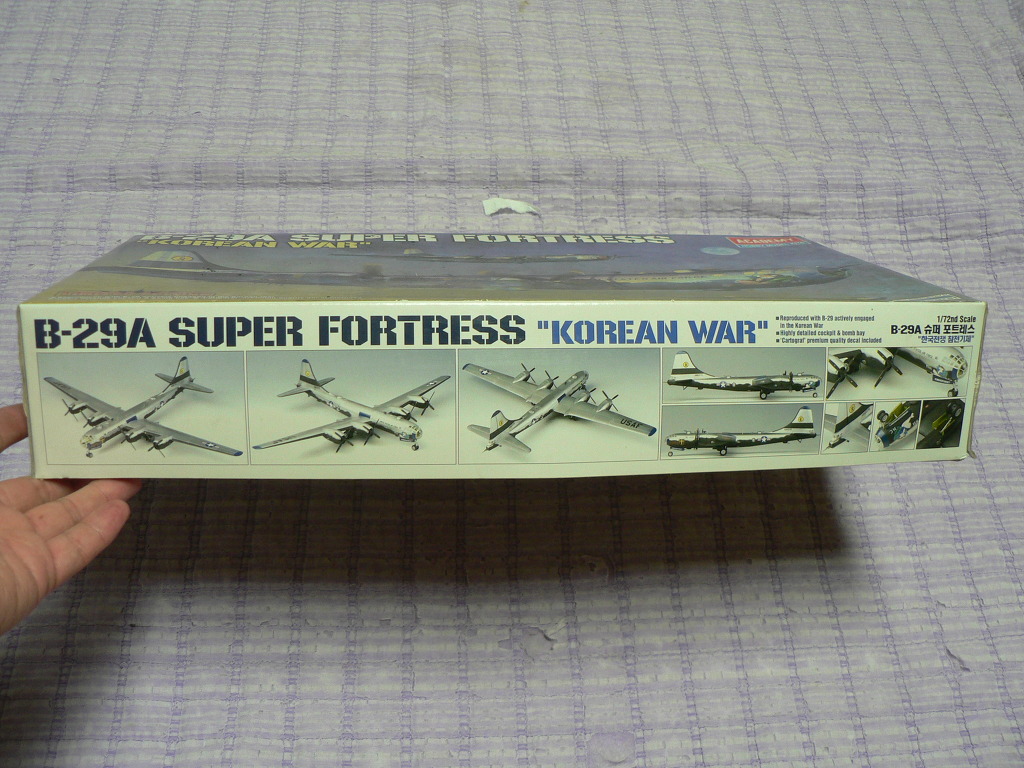 B-29A SUPER FORTRESS
"KOREAN WAR"
ACADEMY
B-29A SUPER FORTRESS "KOREAN WAR"
■ Reproduced with B-29 actively engaged
in the Korean War
■ Highly detailed cockpit & bomb bay
■ 'Cartograf' premium quality decal included
1/72nd Scale
B-29A 슈퍼 포트레스
"한국전쟁 참전기체"
USAF